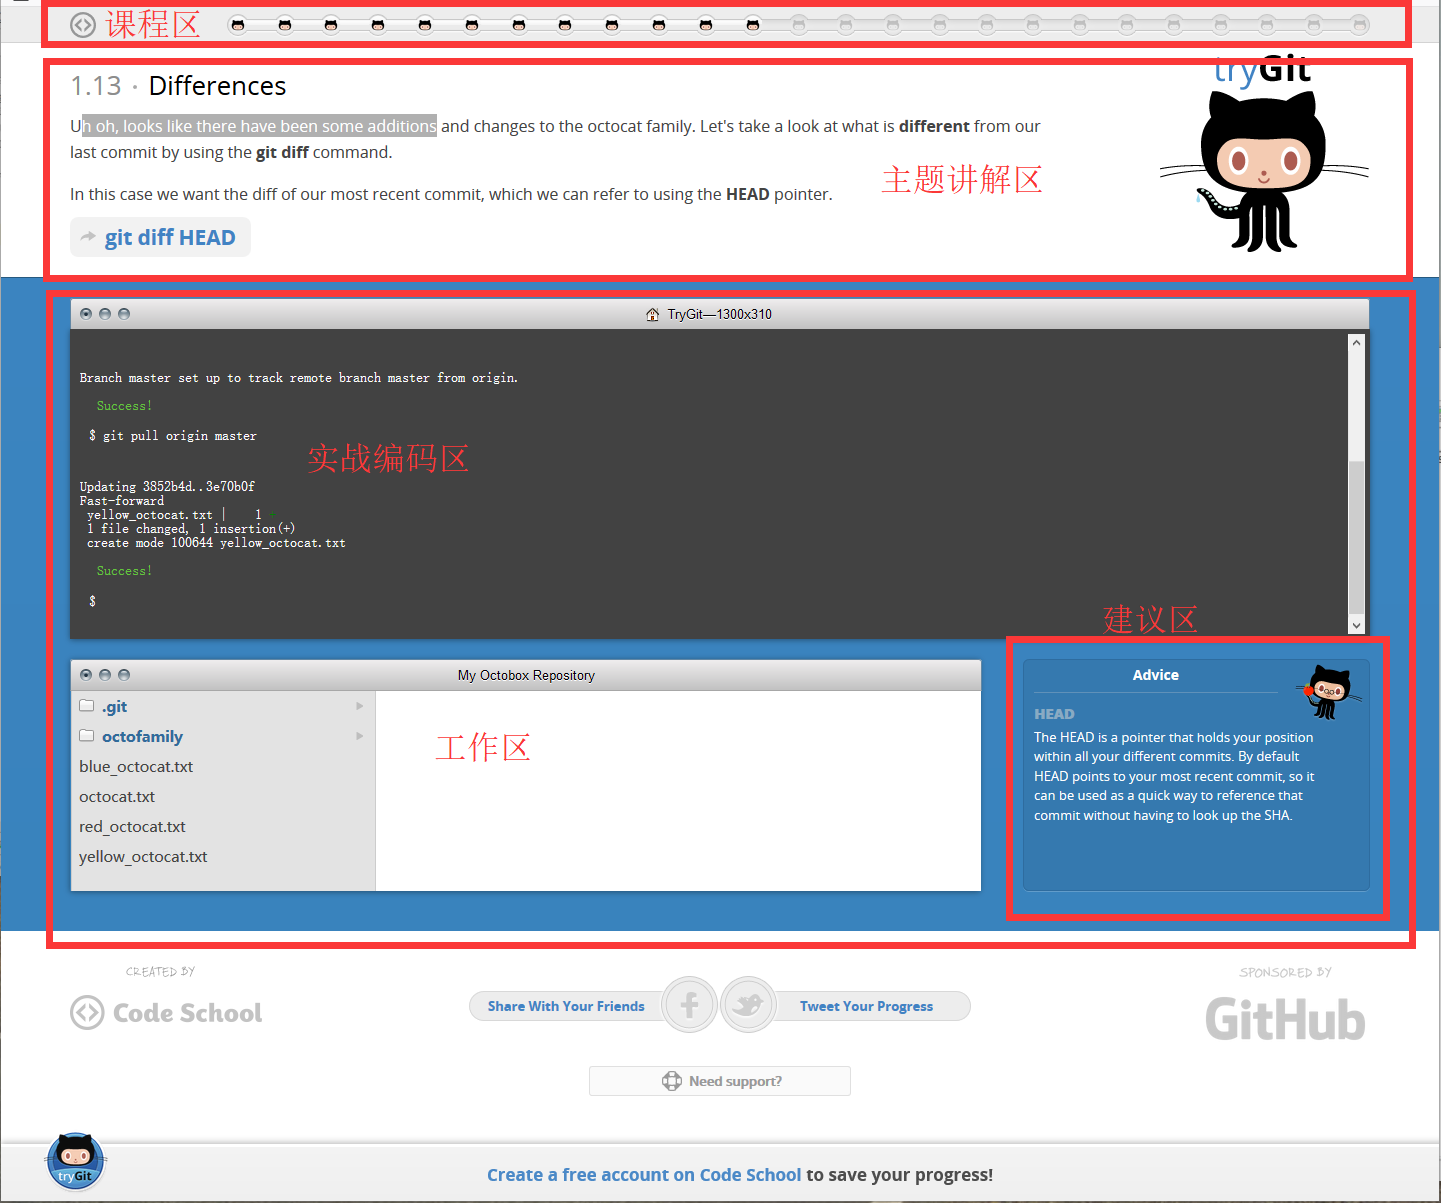 课程区
tryGit
1.13 · Differences
Uh oh, looks like there have been some additions and changes to the octocat family. Let's take a look at what is different from our
last commit by using the git diff command.
主题讲解区
In this case we want the diff of our most recent commit, which we can refer to using the HEAD pointer.
git diff HEAD
TryGit—1300x310
Branch master set up to track remote branch master from origin.
Success!
$ git pull origin master
实战编码区
Updating 3852b4d..3e70b0f
Fast-forward
yellow_octocat.txt | 1 +
1 file changed, 1 insertion(+)
create mode 100644 yellow_octocat.txt
Success!
$
建议区
My Octobox Repository
.git
octofamily
blue_octocat.txt
octocat.txt
red_octocat.txt
yellow_octocat.txt
工作区
Advice
HEAD
The HEAD is a pointer that holds your position
within all your different commits. By default
HEAD points to your most recent commit, so it
can be used as a quick way to reference that
commit without having to look up the SHA.
CREATED BY
Code School
Share With Your Friends
Tweet Your Progress
SPONSORED BY
GitHub
Need support?
tryGit
Create a free account on Code School to save your progress!